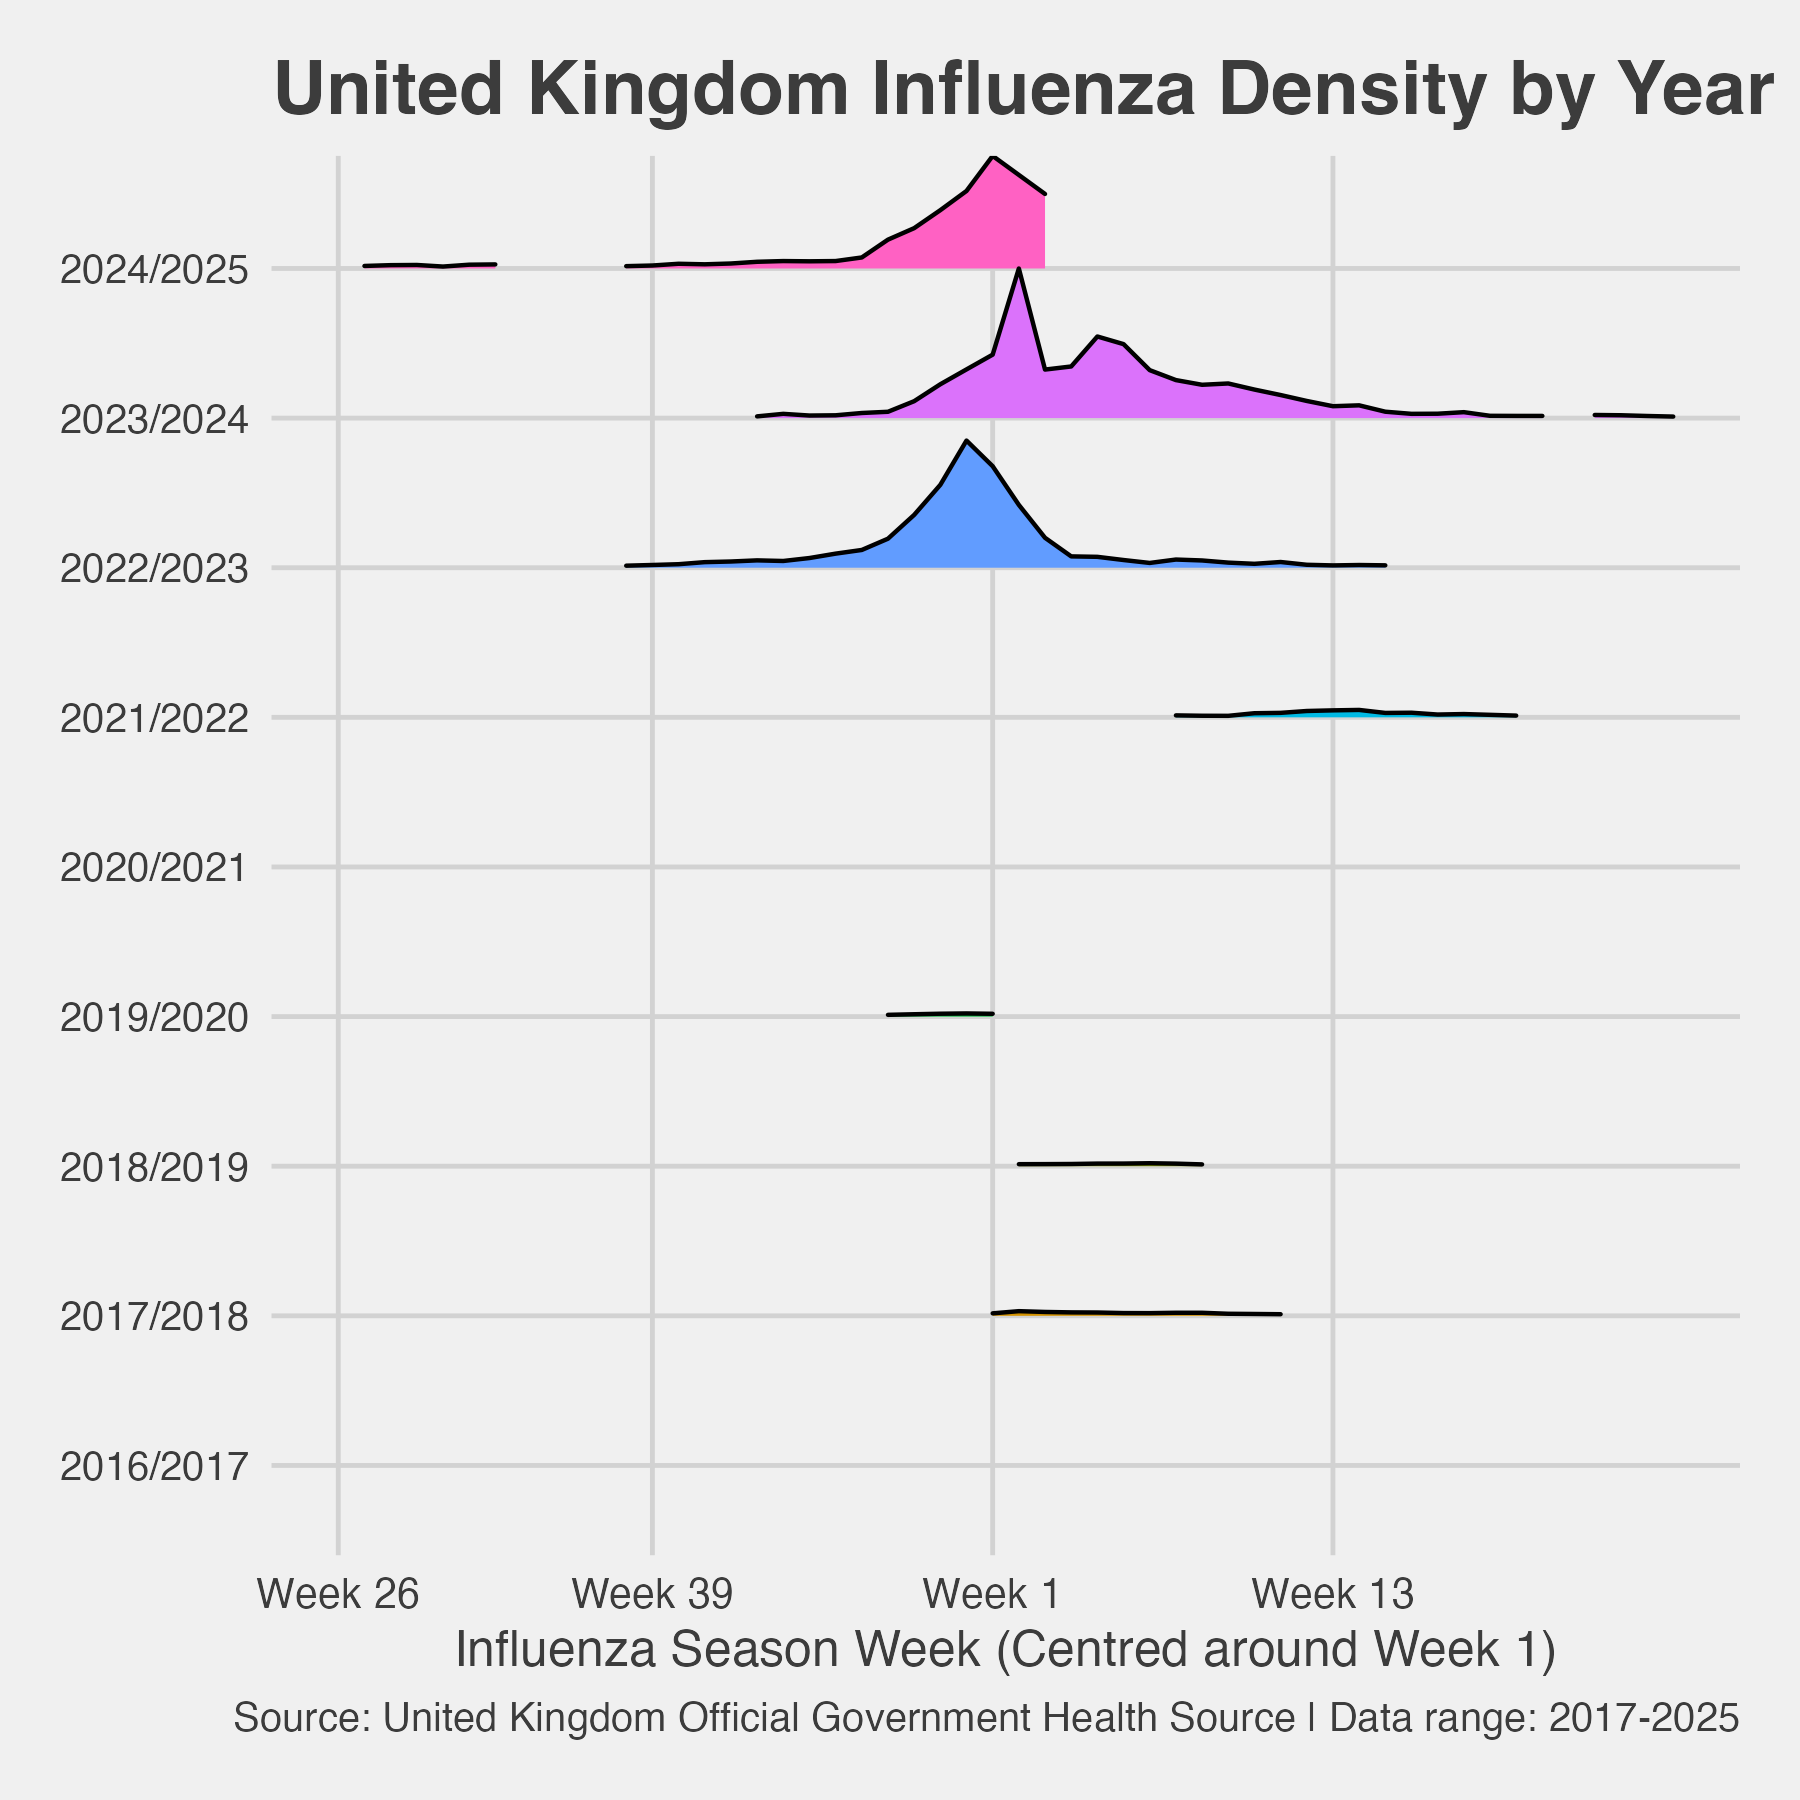 United Kingdom Influenza Density by Year
2024/2025
2023/2024
2022/2023
2021/2022
2020/2021
2019/2020
2018/2019
2017/2018
2016/2017
Week 26 Week 39 Week 1 Week 13
Influenza Season Week (Centred around Week 1)
Source: United Kingdom Official Government Health Source | Data range: 2017-2025